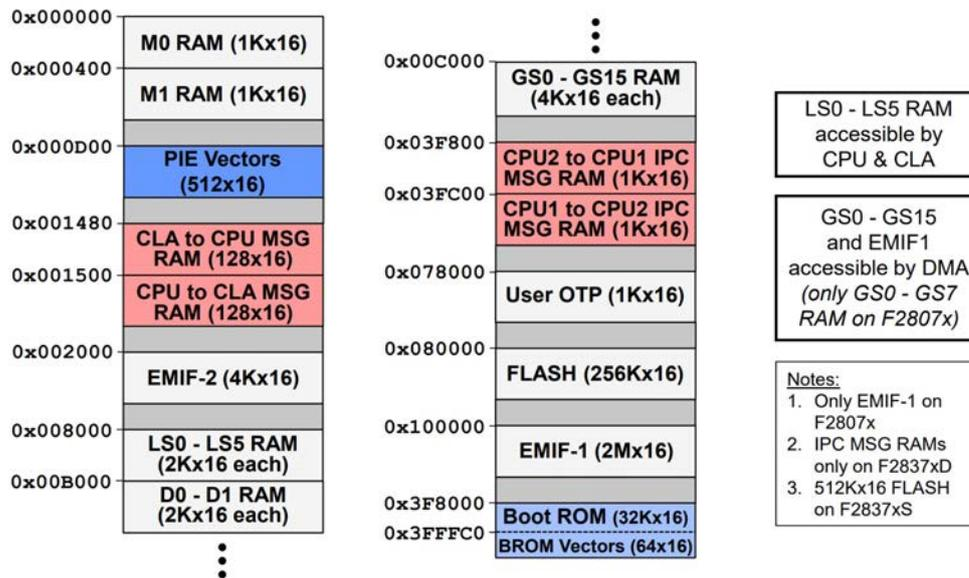 0x000000
M0 RAM (1Kx16)
0x000400
M1 RAM (1Kx16)
0x000D00
PIE Vectors
(512x16)
0x001480
CLA to CPU MSG
RAM (128x16)
0x001500
CPU to CLA MSG
RAM (128x16)
0x002000
EMIF-2 (4Kx16)
0x008000
LS0 - LS5 RAM
(2Kx16 each)
0x00B000
D0 - D1 RAM
(2Kx16 each)
0x00C000
GS0 - GS15 RAM
(4Kx16 each)
0x03F800
CPU2 to CPU1 IPC
MSG RAM (1Kx16)
0x03FC00
CPU1 to CPU2 IPC
MSG RAM (1Kx16)
0x078000
User OTP (1Kx16)
0x080000
FLASH (256Kx16)
0x100000
EMIF-1 (2Mx16)
0x3F8000
Boot ROM (32Kx16)
0x3FFFC0
BROM Vectors (64x16)
LS0 - LS5 RAM
accessible by
CPU & CLA
GS0 - GS15
and EMIF1
accessible by DMA
(only GS0 - GS7
RAM on F2807x)
Notes:
1. Only EMIF-1 on
F2807x
2. IPC MSG RAMs
only on F2837xD
3. 512Kx16 FLASH
on F2837xS